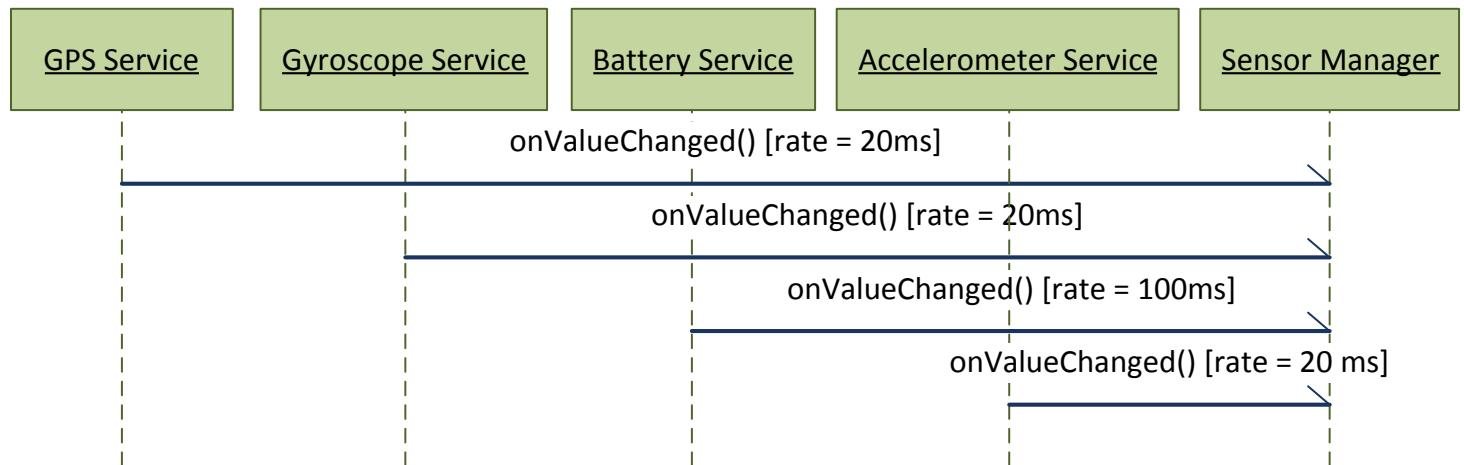 GPS Service
Gyroscope Service
Battery Service
Accelerometer Service
Sensor Manager
onValueChanged() [rate = 20ms]
onValueChanged() [rate = 20ms]
onValueChanged() [rate = 100ms]
onValueChanged() [rate = 20 ms]